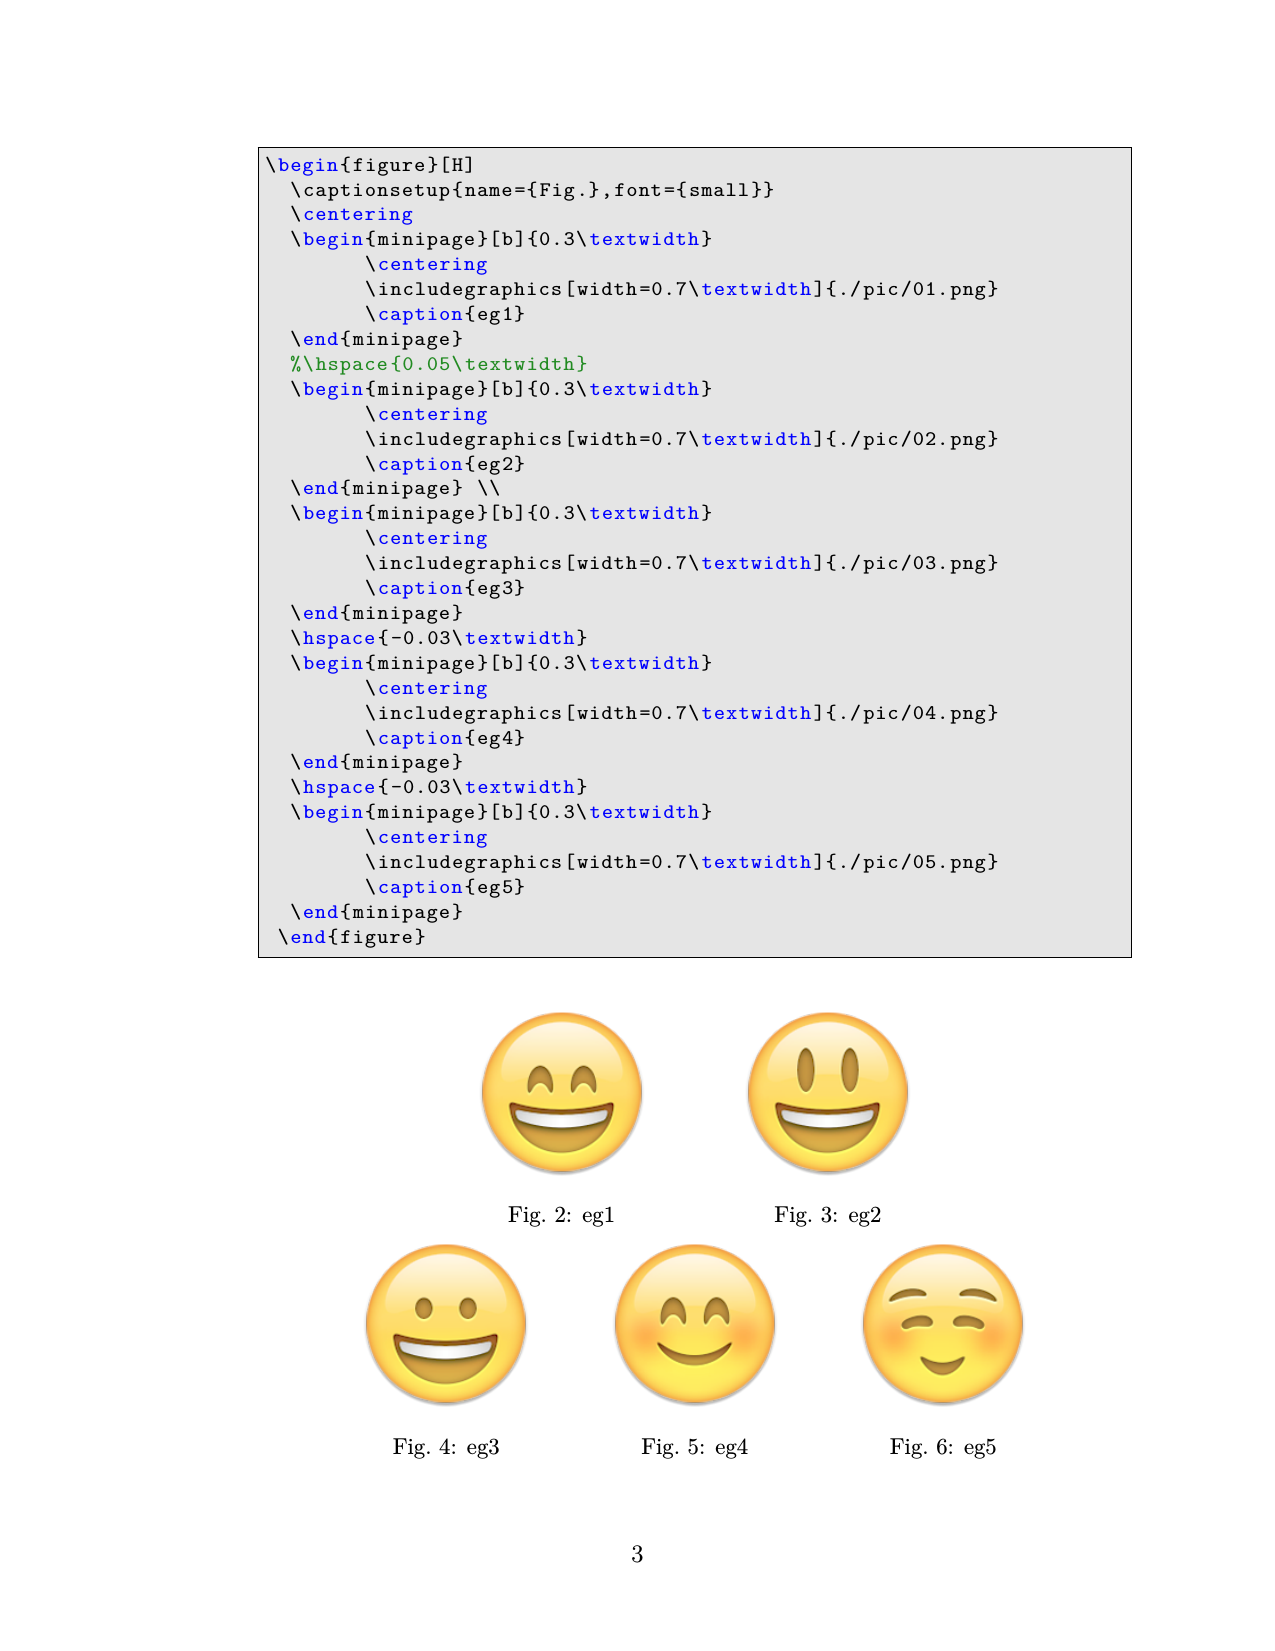 \begin{figure}[H]
\captionsetup{name={Fig.},font={small}}
\centering
\begin{minipage}[b]{0.3\textwidth}
\centering
\includegraphics[width=0.7\textwidth]{./pic/01.png}
\caption{eg1}
\end{minipage}
%\hspace{0.05\textwidth}
\begin{minipage}[b]{0.3\textwidth}
\centering
\includegraphics[width=0.7\textwidth]{./pic/02.png}
\caption{eg2}
\end{minipage} \\
\begin{minipage}[b]{0.3\textwidth}
\centering
\includegraphics[width=0.7\textwidth]{./pic/03.png}
\caption{eg3}
\end{minipage}
\hspace{-0.03\textwidth}
\begin{minipage}[b]{0.3\textwidth}
\centering
\includegraphics[width=0.7\textwidth]{./pic/04.png}
\caption{eg4}
\end{minipage}
\hspace{-0.03\textwidth}
\begin{minipage}[b]{0.3\textwidth}
\centering
\includegraphics[width=0.7\textwidth]{./pic/05.png}
\caption{eg5}
\end{minipage}
\end{figure}
Fig. 2: eg1 Fig. 3: eg2
Fig. 4: eg3 Fig. 5: eg4 Fig. 6: eg5
3